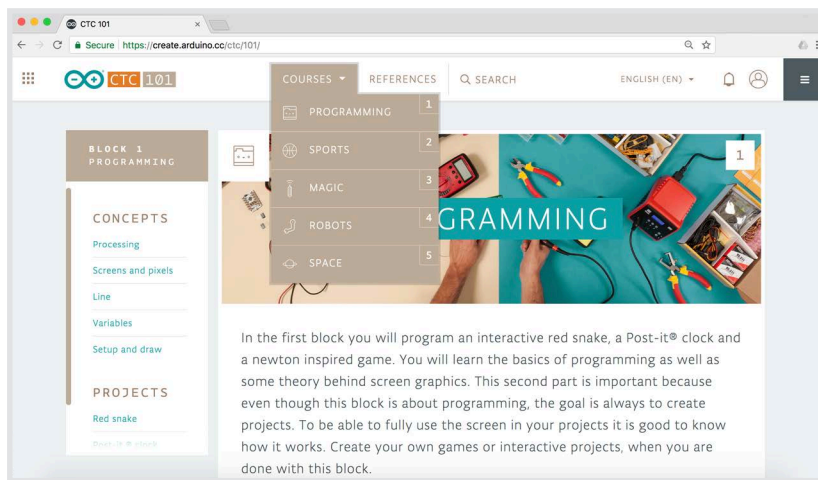 CTC 101
Secure https://create.arduino.cc/ctc/101/
CTC 101
COURSES
REFERENCES
SEARCH
ENGLISH (EN)
PROGRAMMING 1
SPORTS 2
MAGIC 3
ROBOTS 4
SPACE 5
BLOCK 1
PROGRAMMING
CONCEPTS
Processing
Screens and pixels
Line
Variables
Setup and draw
PROJECTS
Red snake
Post-it® clock
1
GRAMMING
In the first block you will program an interactive red snake, a Post-it® clock and
a newton inspired game. You will learn the basics of programming as well as
some theory behind screen graphics. This second part is important because
even though this block is about programming, the goal is always to create
projects. To be able to fully use the screen in your projects it is good to know
how it works. Create your own games or interactive projects, when you are
done with this block.